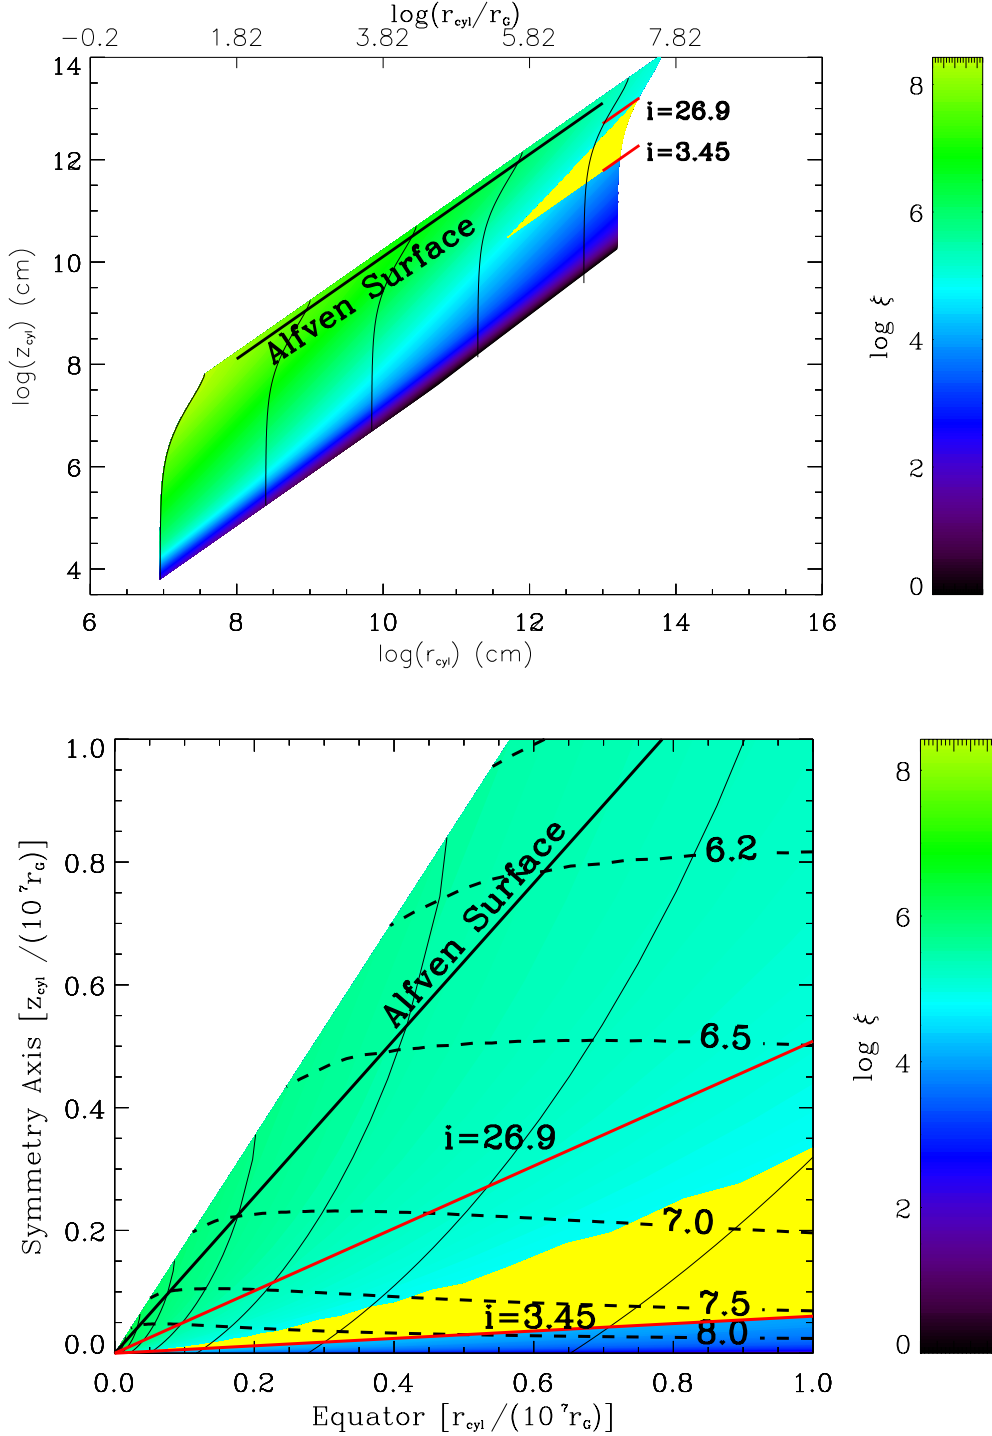 log(r_cyl/r_G)
−0.2 1.82 3.82 5.82 7.82
14
12
10
8
6
4
log(z_cyl) (cm)
i=26.9
i=3.45
Alfven Surface
6 8 10 12 14 16
log(r_cyl) (cm)
8
6
4
2
0
log ξ
1.0
0.8
0.6
0.4
0.2
0.0
Symmetry Axis [z_cyl/(10^7r_G)]
Alfven Surface
6.2
6.5
i=26.9
7.0
7.5
i=3.45
8.0
0.0 0.2 0.4 0.6 0.8 1.0
Equator [r_cyl/(10^7r_G)]
8
6
4
2
0
log ξ